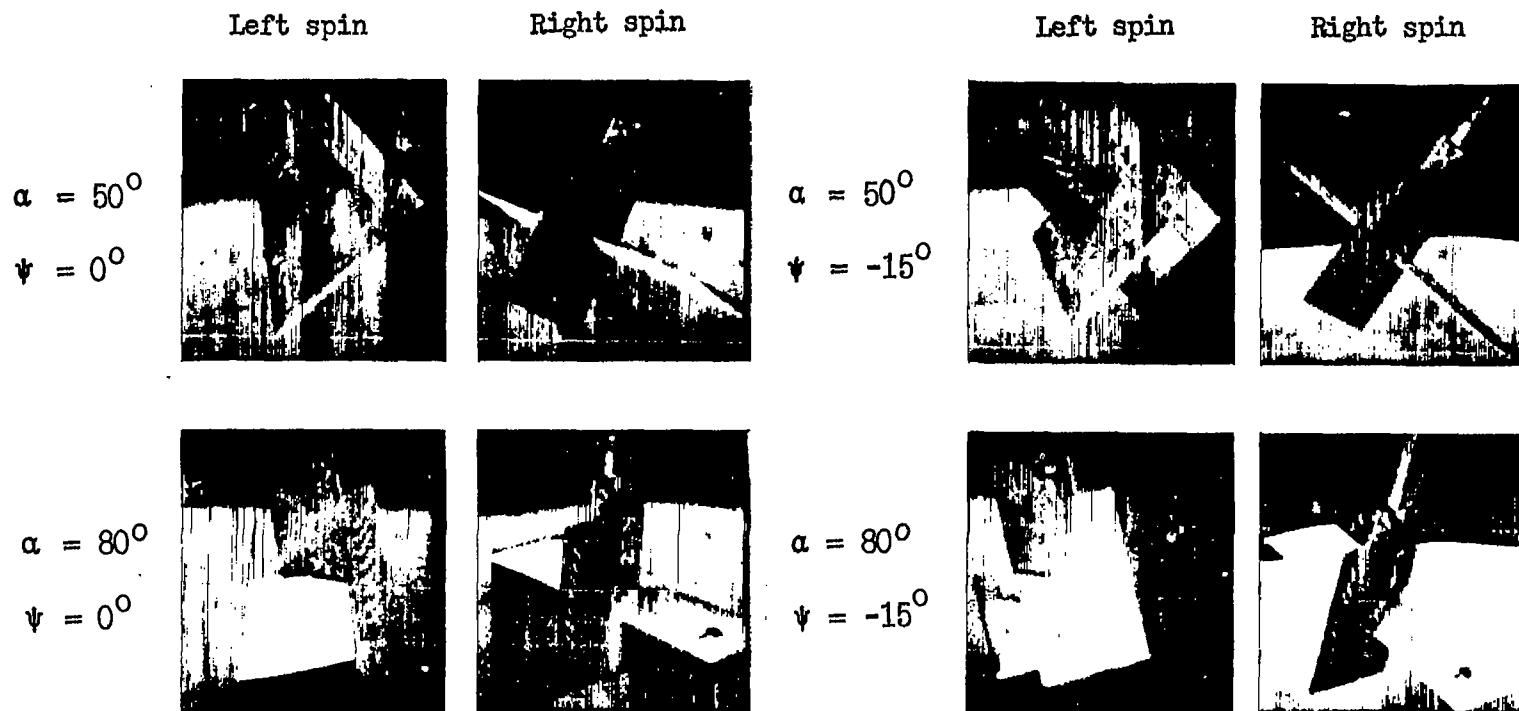 Left spin Right spin Left spin Right spin
α = 50° α = 50°
ψ = 0° ψ = -15°
α = 80° α = 80°
ψ = 0° ψ = -15°